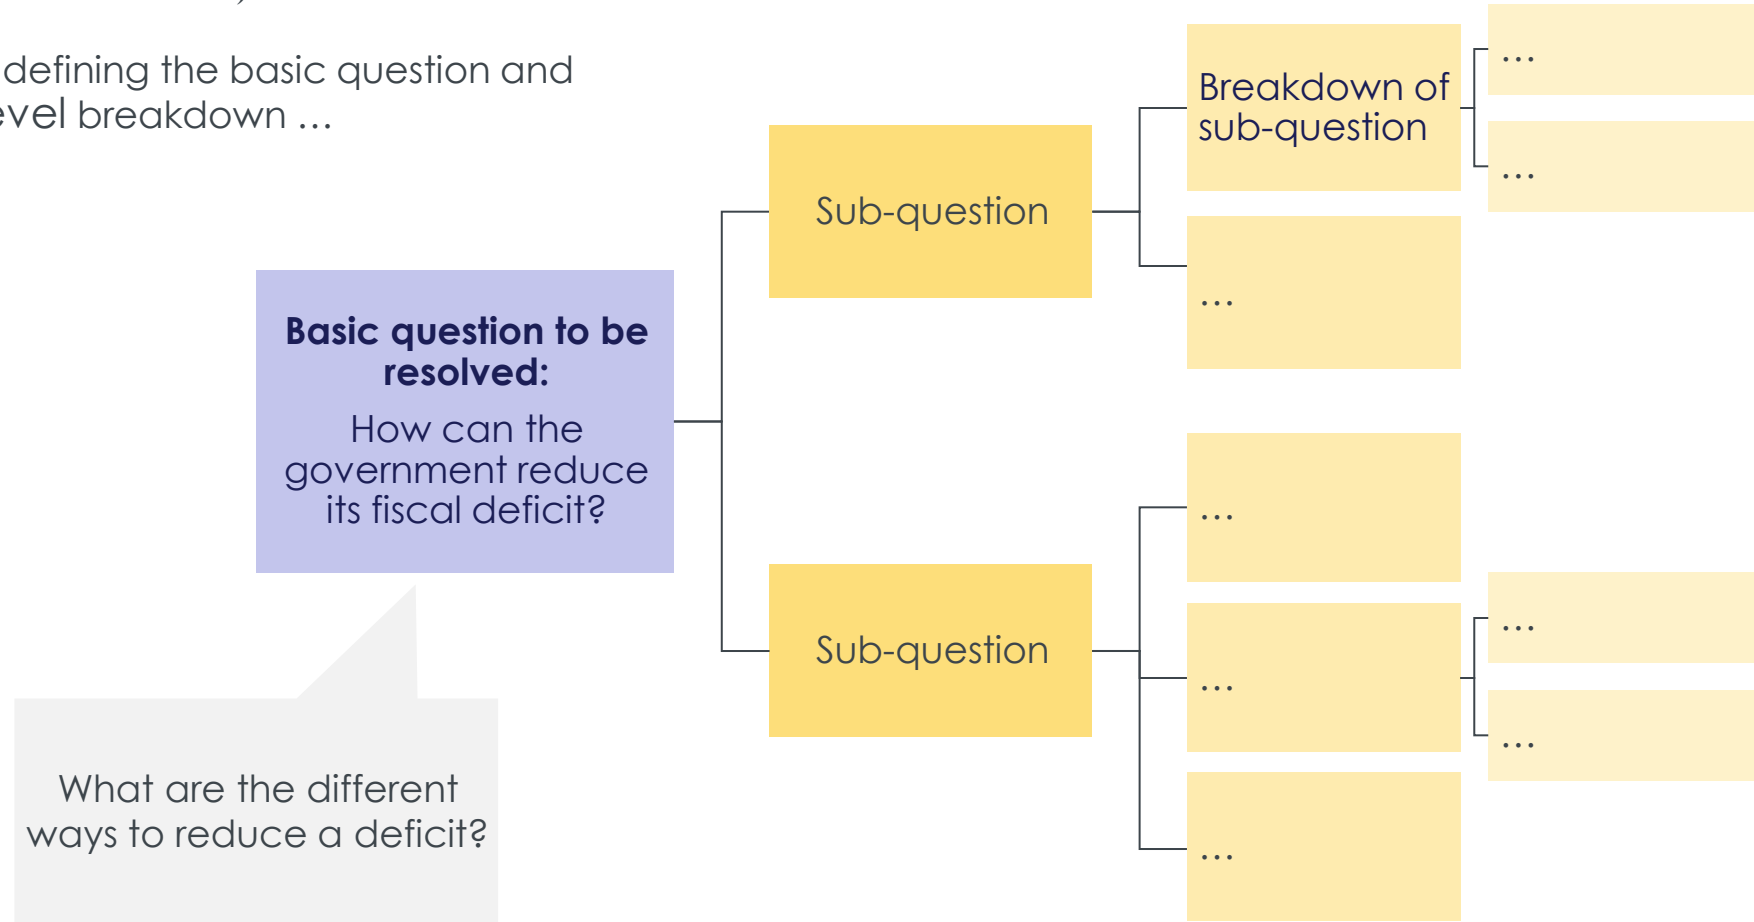 defining the basic question and
evel breakdown …
Breakdown of
sub-question
…
…
Sub-question
…
Basic question to be
resolved:
How can the
government reduce
its fiscal deficit?
…
Sub-question
…
…
…
…
What are the different
ways to reduce a deficit?